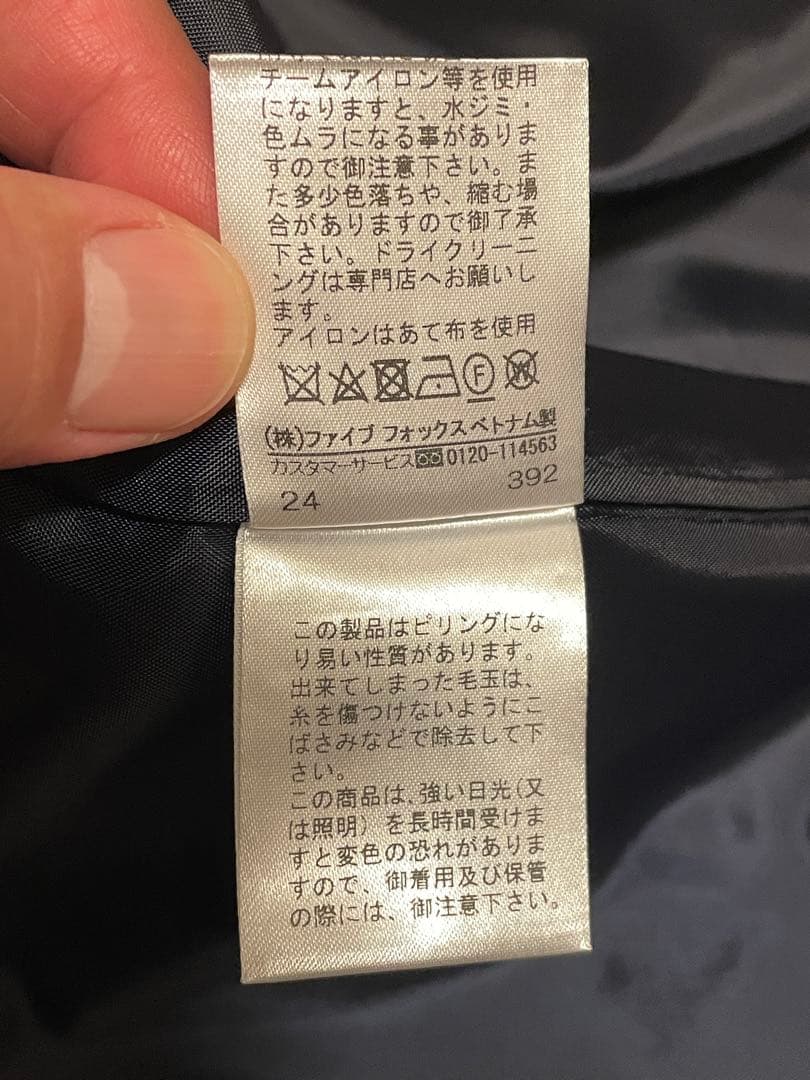 チームアイロン等を使用
になりますと、水ジミ・
色ムラになる事がありま
すので御注意下さい。ま
た多少色落ちや、縮む場
合がありますので御了承
下さい。ドライクリーニ
ングは専門店へお願いし
ます。
アイロンはあて布を使用
F W
(株)ファイブ フォックス ベトナム製
カスタマーサービス 0120-114563
24 392
この製品はピリングにな
り易い性質があります。
出来てしまった毛玉は、
糸を傷つけないようにこ
ばさみなどで除去して下
さい。
この商品は、強い日光(又
は照明)を長時間受けま
すと変色の恐れがありま
すので、御着用及び保管
の際には、御注意下さい。